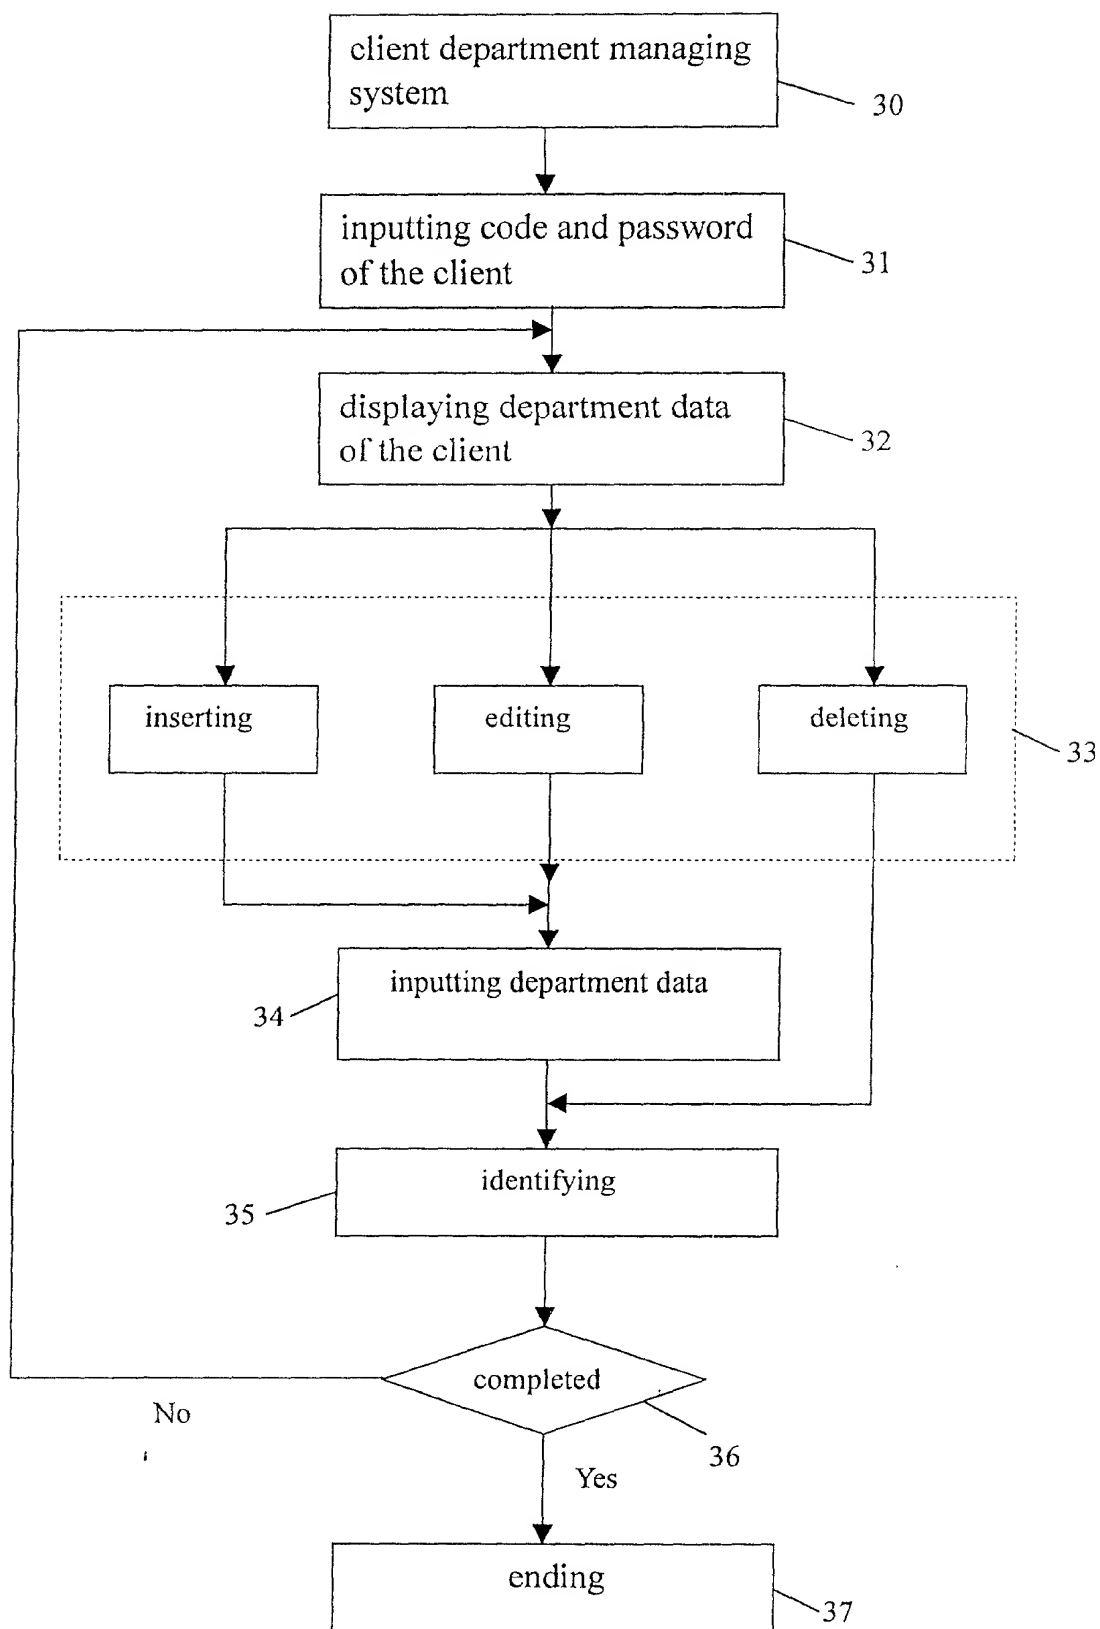 client department managing
system
30
inputting code and password
of the client
31
displaying department data
of the client
32
inserting
editing
deleting
33
inputting department data
34
identifying
35
completed
No
36
Yes
ending
37